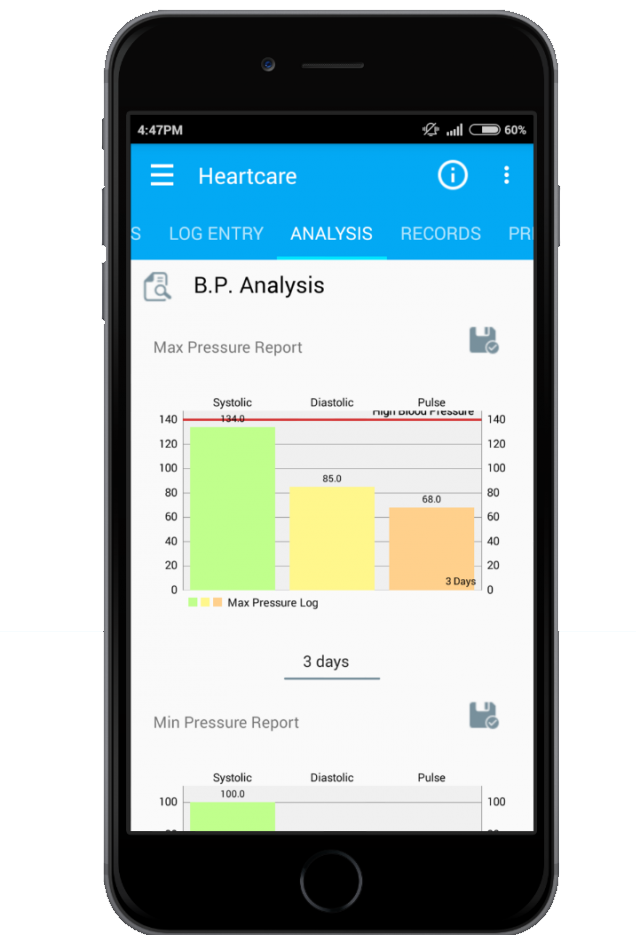 4:47PM 60%
Heartcare
S LOG ENTRY ANALYSIS RECORDS PRI
B.P. Analysis
Max Pressure Report
Systolic Diastolic Pulse
High Blood Pressure
140 134.0 140
120 120
100 100
85.0
80 68.0 80
60 60
40 40
20 3 Days 20
0 0
Max Pressure Log
3 days
Min Pressure Report
Systolic Diastolic Pulse
100.0
100 100